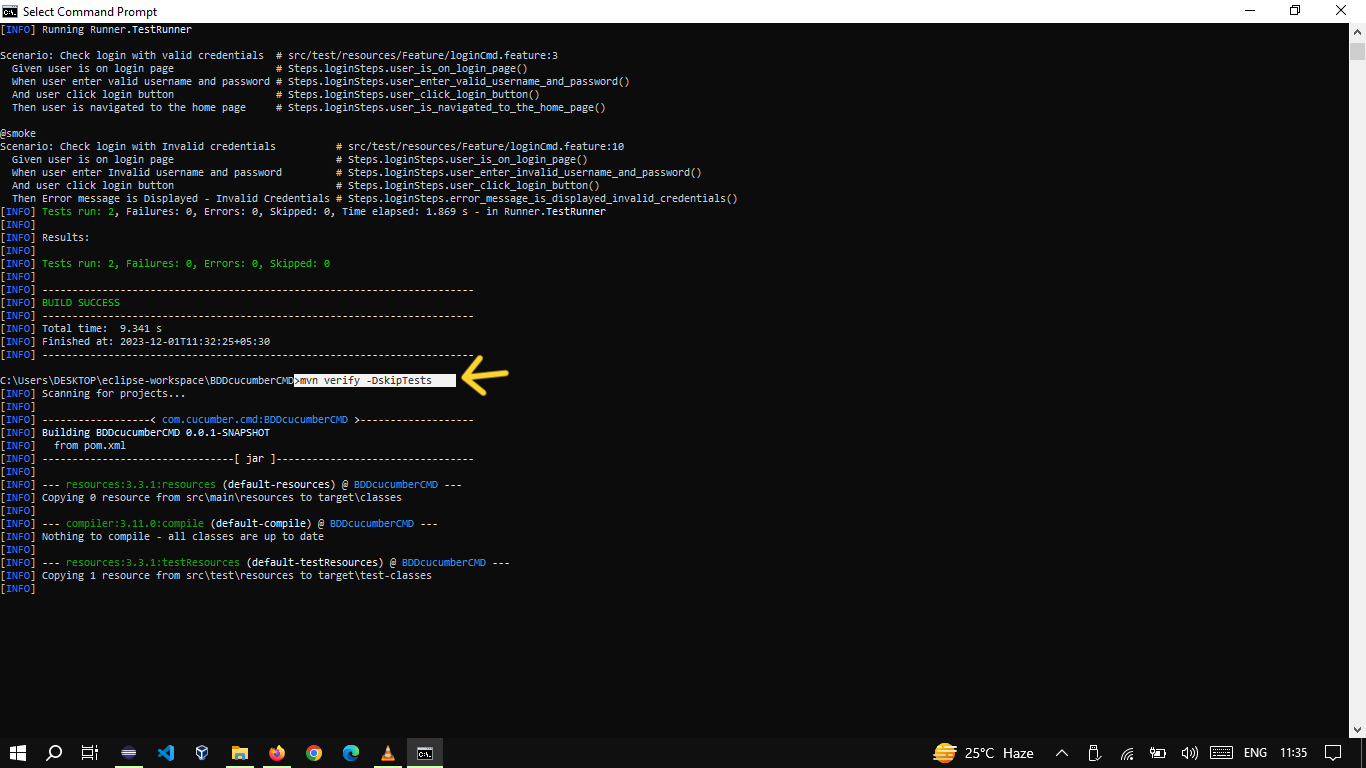 Select Command Prompt
[INFO] Running Runner.TestRunner
Scenario: Check login with valid credentials  # src/test/resources/Feature/loginCmd.feature:3
  Given user is on login page                 # Steps.loginSteps.user_is_on_login_page()
  When user enter valid username and password # Steps.loginSteps.user_enter_valid_username_and_password()
  And user click login button                 # Steps.loginSteps.user_click_login_button()
  Then user is navigated to the home page     # Steps.loginSteps.user_is_navigated_to_the_home_page()
@smoke
Scenario: Check login with Invalid credentials          # src/test/resources/Feature/loginCmd.feature:10
  Given user is on login page                           # Steps.loginSteps.user_is_on_login_page()
  When user enter Invalid username and password         # Steps.loginSteps.user_enter_invalid_username_and_password()
  And user click login button                           # Steps.loginSteps.user_click_login_button()
  Then Error message is Displayed - Invalid Credentials # Steps.loginSteps.error_message_is_displayed_invalid_credentials()
[INFO] Tests run: 2, Failures: 0, Errors: 0, Skipped: 0, Time elapsed: 1.869 s - in Runner.TestRunner
[INFO]
[INFO] Results:
[INFO]
[INFO] Tests run: 2, Failures: 0, Errors: 0, Skipped: 0
[INFO]
[INFO] ------------------------------------------------------------------------
[INFO] BUILD SUCCESS
[INFO] ------------------------------------------------------------------------
[INFO] Total time:  9.341 s
[INFO] Finished at: 2023-12-01T11:32:25+05:30
[INFO] ------------------------------------------------------------------------
C:\Users\DESKTOP\eclipse-workspace\BDDcucumberCMD>mvn verify -DskipTests
[INFO] Scanning for projects...
[INFO]
[INFO] ------------------< com.cucumber.cmd:BDDcucumberCMD >-------------------
[INFO] Building BDDcucumberCMD 0.0.1-SNAPSHOT
[INFO]   from pom.xml
[INFO] --------------------------------[ jar ]---------------------------------
[INFO]
[INFO] --- resources:3.3.1:resources (default-resources) @ BDDcucumberCMD ---
[INFO] Copying 0 resource from src\main\resources to target\classes
[INFO]
[INFO] --- compiler:3.11.0:compile (default-compile) @ BDDcucumberCMD ---
[INFO] Nothing to compile - all classes are up to date
[INFO]
[INFO] --- resources:3.3.1:testResources (default-testResources) @ BDDcucumberCMD ---
[INFO] Copying 1 resource from src\test\resources to target\test-classes
[INFO]
25°C Haze ENG 11:35